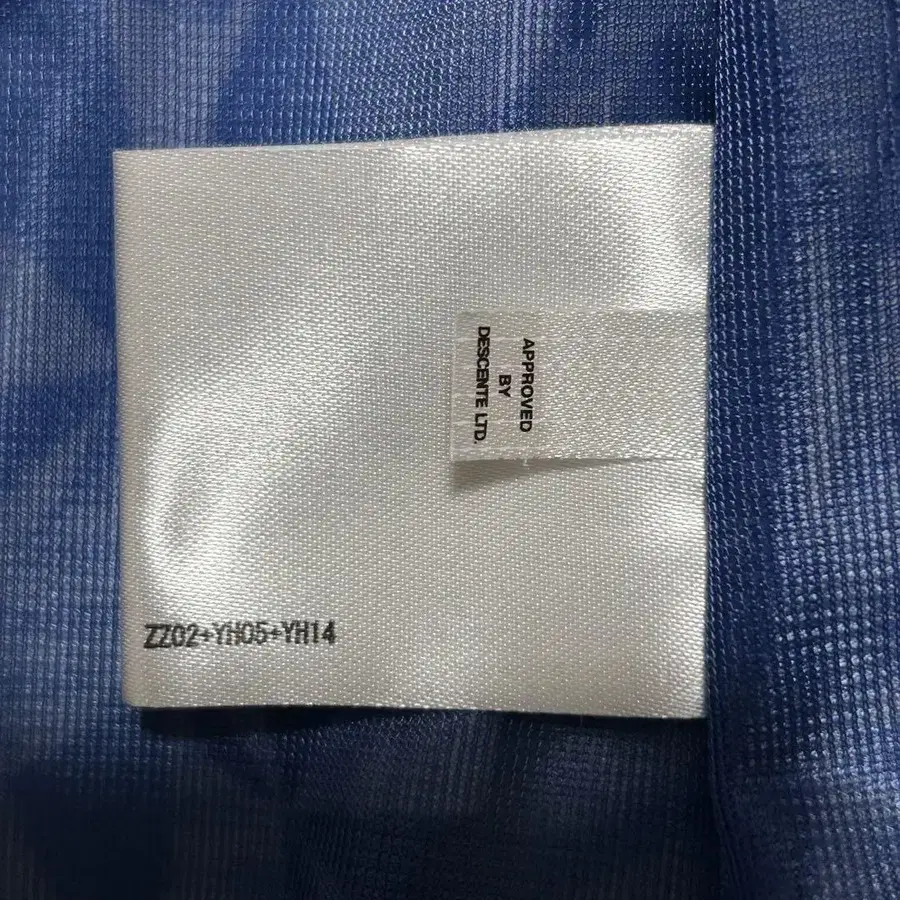 APPROVED
BY
DESCENTE LTD.
ZZ02+YH05+YH14